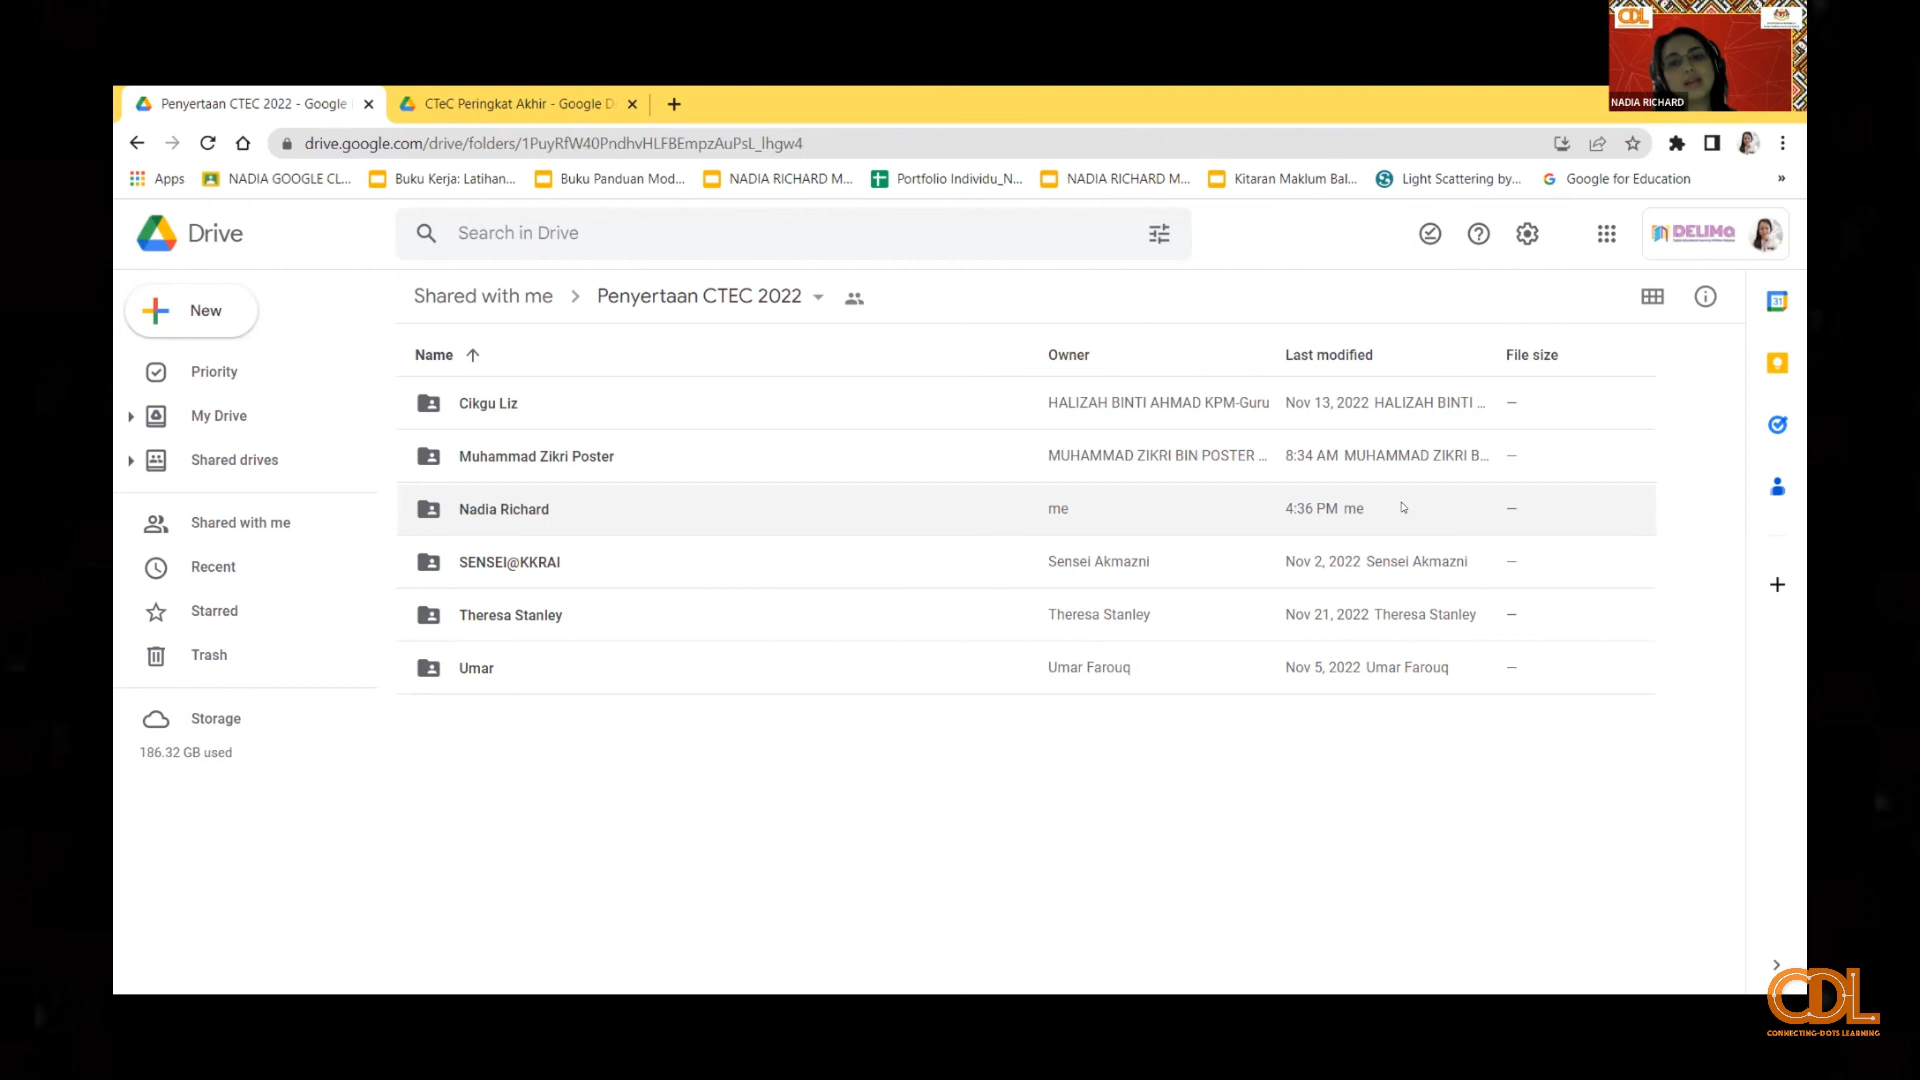 CDL
NADIA RICHARD
Penyertaan CTEC 2022 - Google
CTeC Peringkat Akhir - Google D
drive.google.com/drive/folders/1PuyRfW40PndhvHLFBEmpzAuPsL_lhgw4
Apps
NADIA GOOGLE CL...
Buku Kerja: Latihan...
Buku Panduan Mod...
NADIA RICHARD M...
Portfolio Individu_N...
NADIA RICHARD M...
Kitaran Maklum Bal...
Light Scattering by...
Google for Education
»
Drive
Search in Drive
DELIMa
New
Priority
My Drive
Shared drives
Shared with me
Recent
Starred
Trash
Storage
186.32 GB used
Shared with me > Penyertaan CTEC 2022
Name Owner Last modified File size
Cikgu Liz HALIZAH BINTI AHMAD KPM-Guru Nov 13, 2022 HALIZAH BINTI ... —
Muhammad Zikri Poster MUHAMMAD ZIKRI BIN POSTER ... 8:34 AM MUHAMMAD ZIKRI B... —
Nadia Richard me 4:36 PM me —
SENSEI@KKRAI Sensei Akmazni Nov 2, 2022 Sensei Akmazni —
Theresa Stanley Theresa Stanley Nov 21, 2022 Theresa Stanley —
Umar Umar Farouq Nov 5, 2022 Umar Farouq —
31
CDL
CONNECTING-DOTS LEARNING